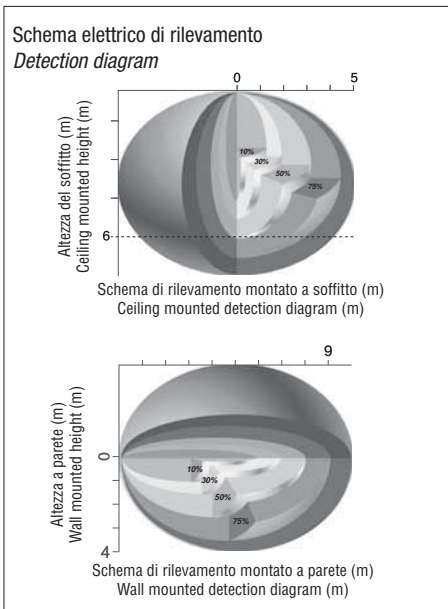 Schema elettrico di rilevamento
Detection diagram
0 5
Altezza del soffitto (m)
Ceiling mounted height (m)
10%
30%
50%
75%
6
Schema di rilevamento montato a soffitto (m)
Ceiling mounted detection diagram (m)
9
Altezza a parete (m)
Wall mounted height (m)
0
10%
30%
50%
75%
4
Schema di rilevamento montato a parete (m)
Wall mounted detection diagram (m)